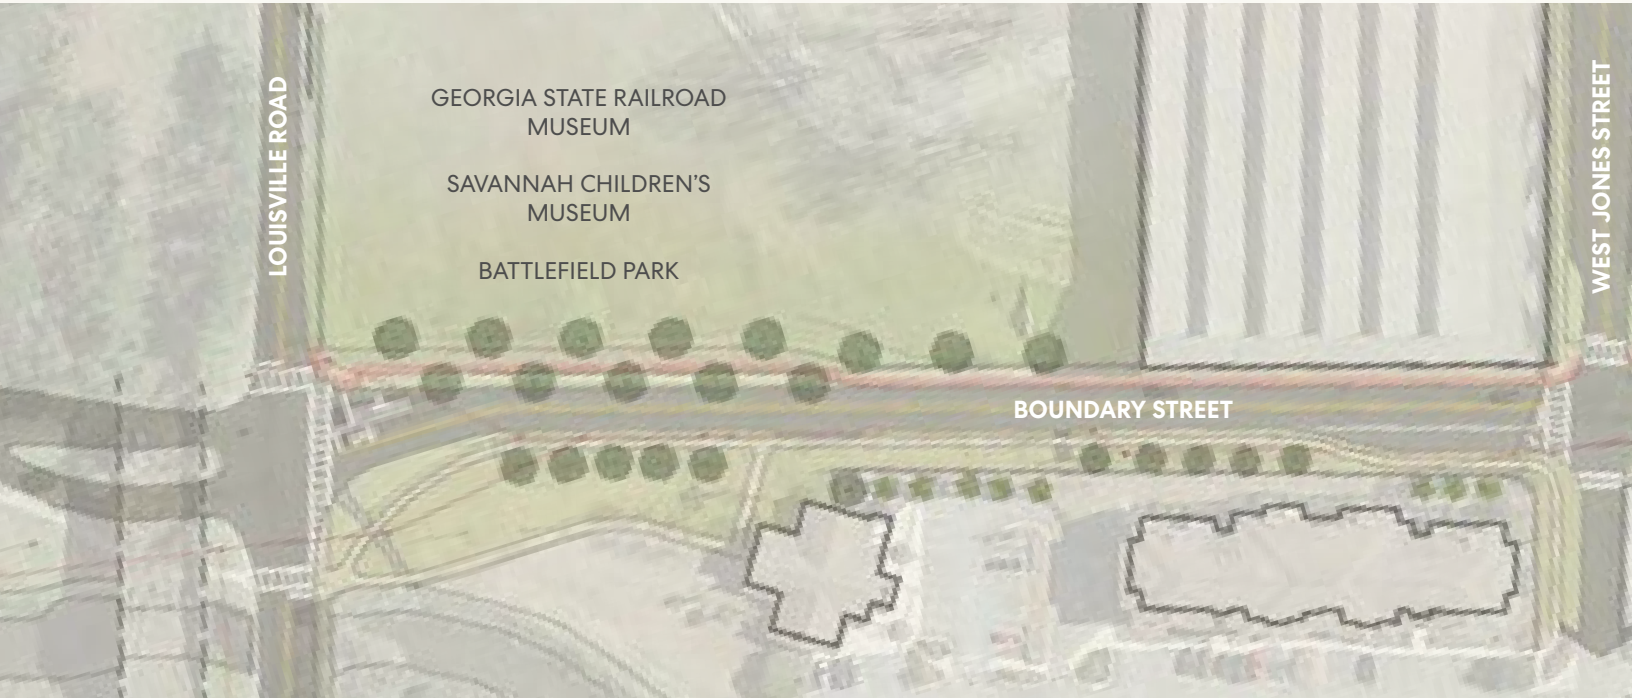 LOUISVILLE ROAD
GEORGIA STATE RAILROAD
MUSEUM
SAVANNAH CHILDREN’S
MUSEUM
BATTLEFIELD PARK
WEST JONES STREET
BOUNDARY STREET